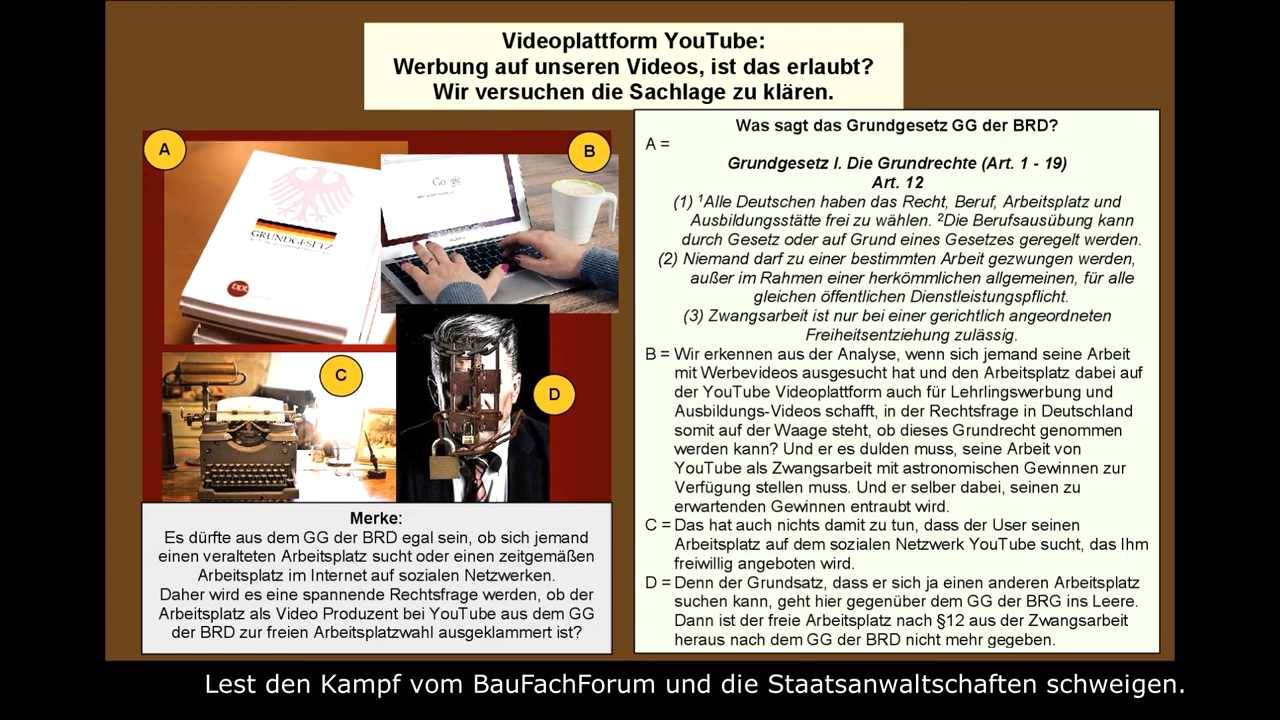 Videoplattform YouTube:
Werbung auf unseren Videos, ist das erlaubt?
Wir versuchen die Sachlage zu klären.
A
B
Google
GRUNDGESETZ
C
D
Merke:
Es dürfte aus dem GG der BRD egal sein, ob sich jemand
einen veralteten Arbeitsplatz sucht oder einen zeitgemäßen
Arbeitsplatz im Internet auf sozialen Netzwerken.
Daher wird es eine spannende Rechtsfrage werden, ob der
Arbeitsplatz als Video Produzent bei YouTube aus dem GG
der BRD zur freien Arbeitsplatzwahl ausgeklammert ist?
Was sagt das Grundgesetz GG der BRD?
A =
Grundgesetz I. Die Grundrechte (Art. 1 - 19)
Art. 12
(1) ¹Alle Deutschen haben das Recht, Beruf, Arbeitsplatz und
Ausbildungsstätte frei zu wählen. ²Die Berufsausübung kann
durch Gesetz oder auf Grund eines Gesetzes geregelt werden.
(2) Niemand darf zu einer bestimmten Arbeit gezwungen werden,
außer im Rahmen einer herkömmlichen allgemeinen, für alle
gleichen öffentlichen Dienstleistungspflicht.
(3) Zwangsarbeit ist nur bei einer gerichtlich angeordneten
Freiheitsentziehung zulässig.
B = Wir erkennen aus der Analyse, wenn sich jemand seine Arbeit
mit Werbevideos ausgesucht hat und den Arbeitsplatz dabei auf
der YouTube Videoplattform auch für Lehrlingswerbung und
Ausbildungs-Videos schafft, in der Rechtsfrage in Deutschland
somit auf der Waage steht, ob dieses Grundrecht genommen
werden kann? Und er es dulden muss, seine Arbeit von
YouTube als Zwangsarbeit mit astronomischen Gewinnen zur
Verfügung stellen muss. Und er selber dabei, seinen zu
erwartenden Gewinnen entraubt wird.
C = Das hat auch nichts damit zu tun, dass der User seinen
Arbeitsplatz auf dem sozialen Netzwerk YouTube sucht, das Ihm
freiwillig angeboten wird.
D = Denn der Grundsatz, dass er sich ja einen anderen Arbeitsplatz
suchen kann, geht hier gegenüber dem GG der BRG ins Leere.
Dann ist der freie Arbeitsplatz nach §12 aus der Zwangsarbeit
heraus nach dem GG der BRD nicht mehr gegeben.
Lest den Kampf vom BauFachForum und die Staatsanwaltschaften schweigen.